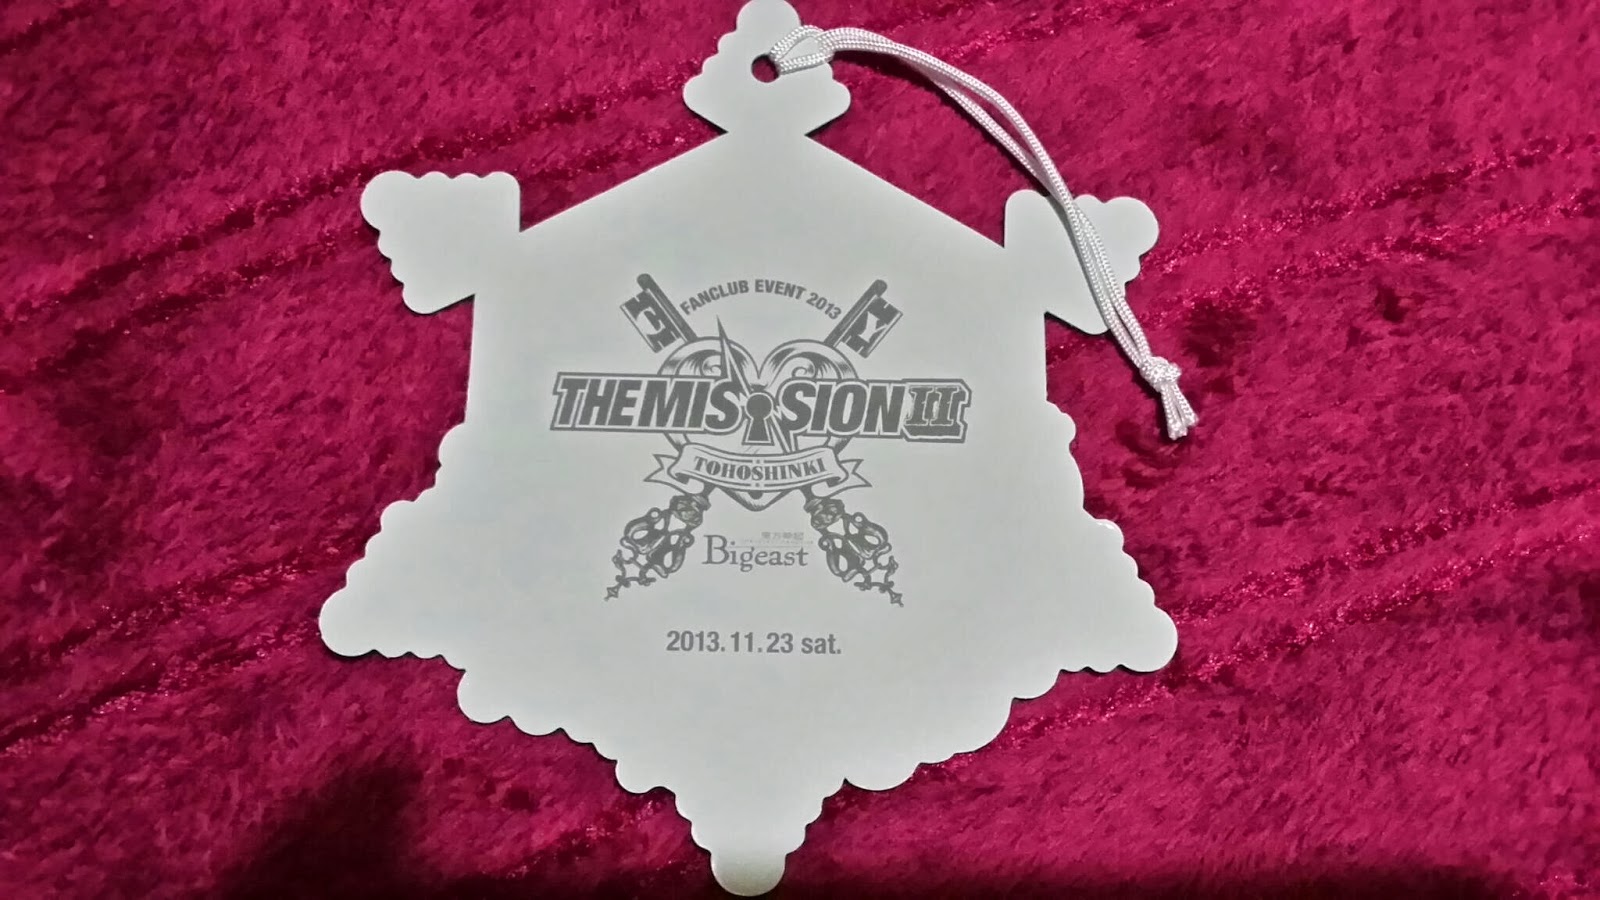 FANCLUB EVENT 2013
THE MISSION II
TOHOSHINKI
東方神起
Bigeast
2013.11.23 sat.